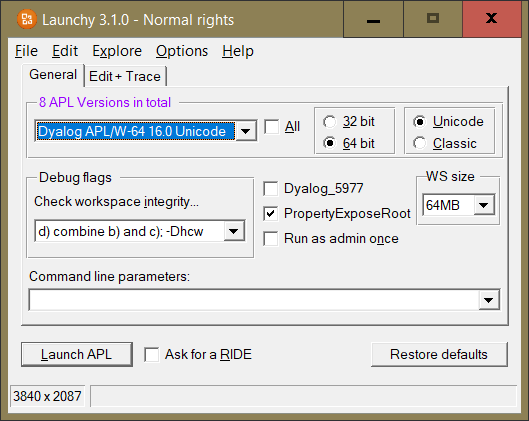 Launchy 3.1.0 - Normal rights
File Edit Explore Options Help
General Edit + Trace
8 APL Versions in total
Dyalog APL/W-64 16.0 Unicode All 32 bit Unicode
64 bit Classic
Debug flags Dyalog_5977 WS size
Check workspace integrity... PropertyExposeRoot 64MB
d) combine b) and c); -Dhcw Run as admin once
Command line parameters:
Launch APL Ask for a RIDE Restore defaults
3840 x 2087